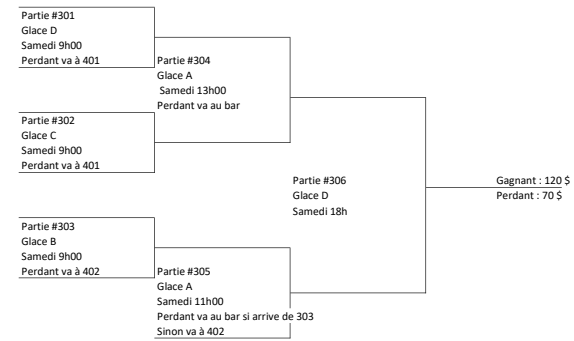 Partie #301
Glace D
Samedi 9h00
Perdant va à 401
Partie #304
Glace A
Samedi 13h00
Perdant va au bar
Partie #302
Glace C
Samedi 9h00
Perdant va à 401
Partie #306
Glace D
Samedi 18h
Gagnant : 120 $
Perdant : 70 $
Partie #303
Glace B
Samedi 9h00
Perdant va à 402
Partie #305
Glace A
Samedi 11h00
Perdant va au bar si arrive de 303
Sinon va à 402